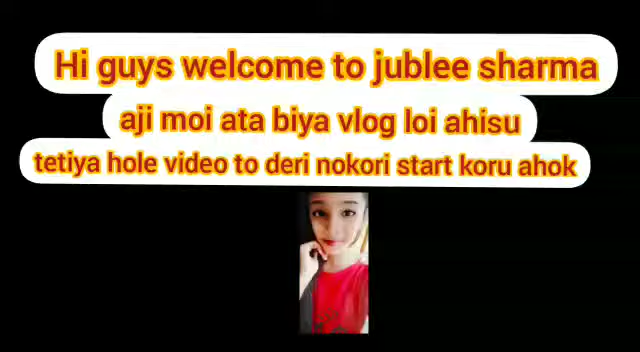 Hi guys welcome to jublee sharma
aji moi ata biya vlog loi ahisu
tetiya hole video to deri nokori start koru ahok